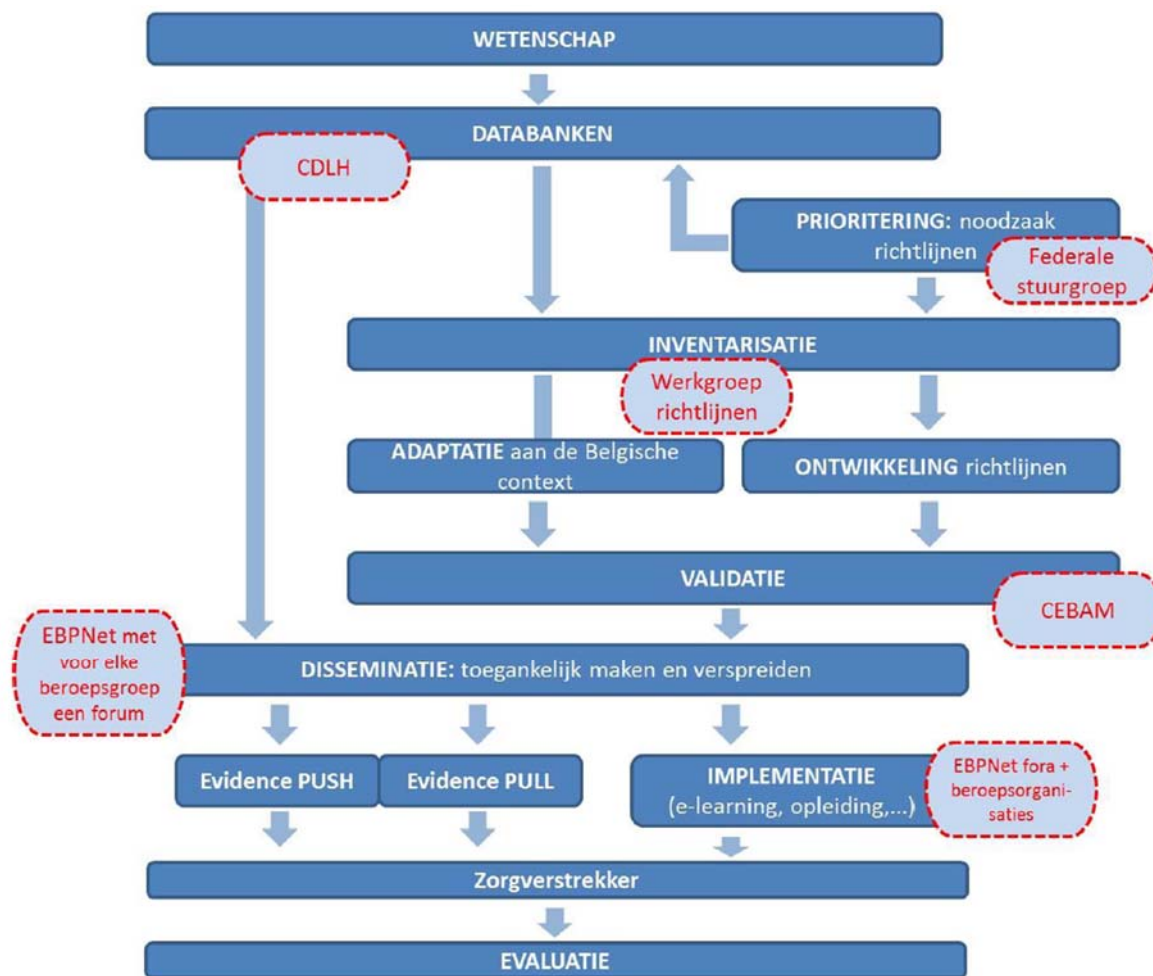 WETENSCHAP
DATABANKEN
CDLH
PRIORITERING: noodzaak
richtlijnen
Federale
stuurgroep
INVENTARISATIE
Werkgroep
richtlijnen
ADAPTATIE aan de Belgische
context
ONTWIKKELING richtlijnen
VALIDATIE
CEBAM
EBPNet met
voor elke
beroepsgroep
een forum
DISSEMINATIE: toegankelijk maken en verspreiden
Evidence PUSH
Evidence PULL
IMPLEMENTATIE
(e-learning, opleiding,...)
EBPNet fora +
beroepsorgani-
saties
Zorgverstrekker
EVALUATIE